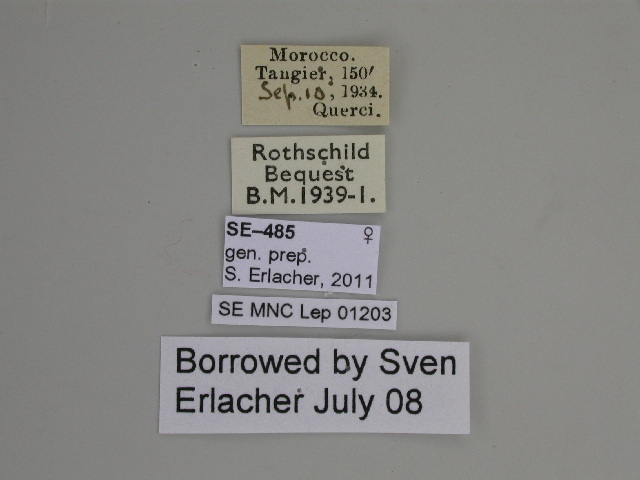 Morocco.
Tangier, 150'
Sep. 10, 1934.
Querci.
Rothschild
Bequest
B.M.1939-1.
SE–485 ♀
gen. prep.
S. Erlacher, 2011
SE MNC Lep 01203
Borrowed by Sven
Erlacher July 08